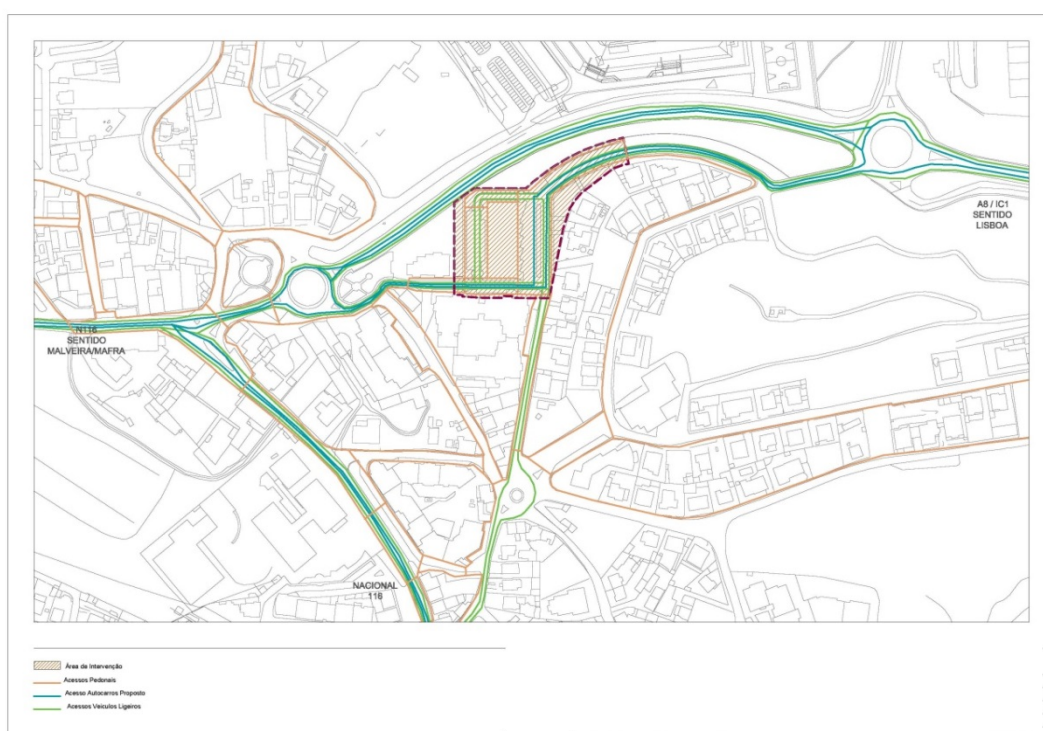 A8 / IC1
SENTIDO
LISBOA
N116
SENTIDO
MALVEIRA/MAFRA
NACIONAL
116
Área de Intervenção
Acessos Pedonais
Acesso Autocarros Proposto
Acessos Veículos Ligeiros